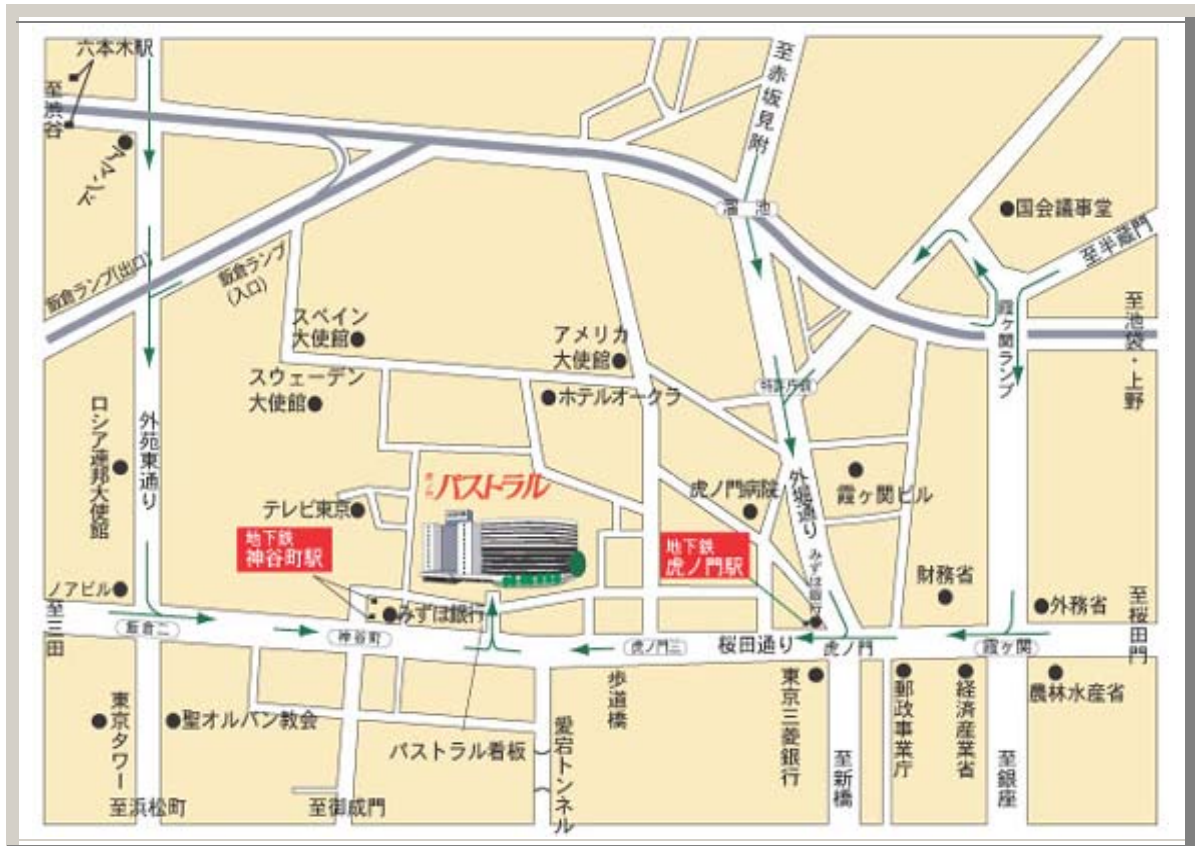 六本木駅
至渋谷
アマンド
至赤坂見附
溜池
国会議事堂
至半蔵門
飯倉ランプ(出口)
飯倉ランプ
(入口)
霞ヶ関ランプ
至池袋・上野
スペイン
大使館
アメリカ
大使館
スウェーデン
大使館
ホテルオークラ
特許庁前
ロシア連邦大使館
外苑東通り
パストラル
テレビ東京
虎ノ門病院
外堀通り
霞ヶ関ビル
地下鉄
神谷町駅
地下鉄
虎ノ門駅
みずほ銀行
財務省
ノアビル
みずほ銀行
外務省
至三田
飯倉二
神谷町
虎ノ門三
桜田通り
虎ノ門
霞ヶ関
至桜田門
東京タワー
聖オルバン教会
パストラル看板
歩道橋
愛宕トンネル
東京三菱銀行
郵政事業庁
経済産業省
農林水産省
至浜松町
至御成門
至新橋
至銀座